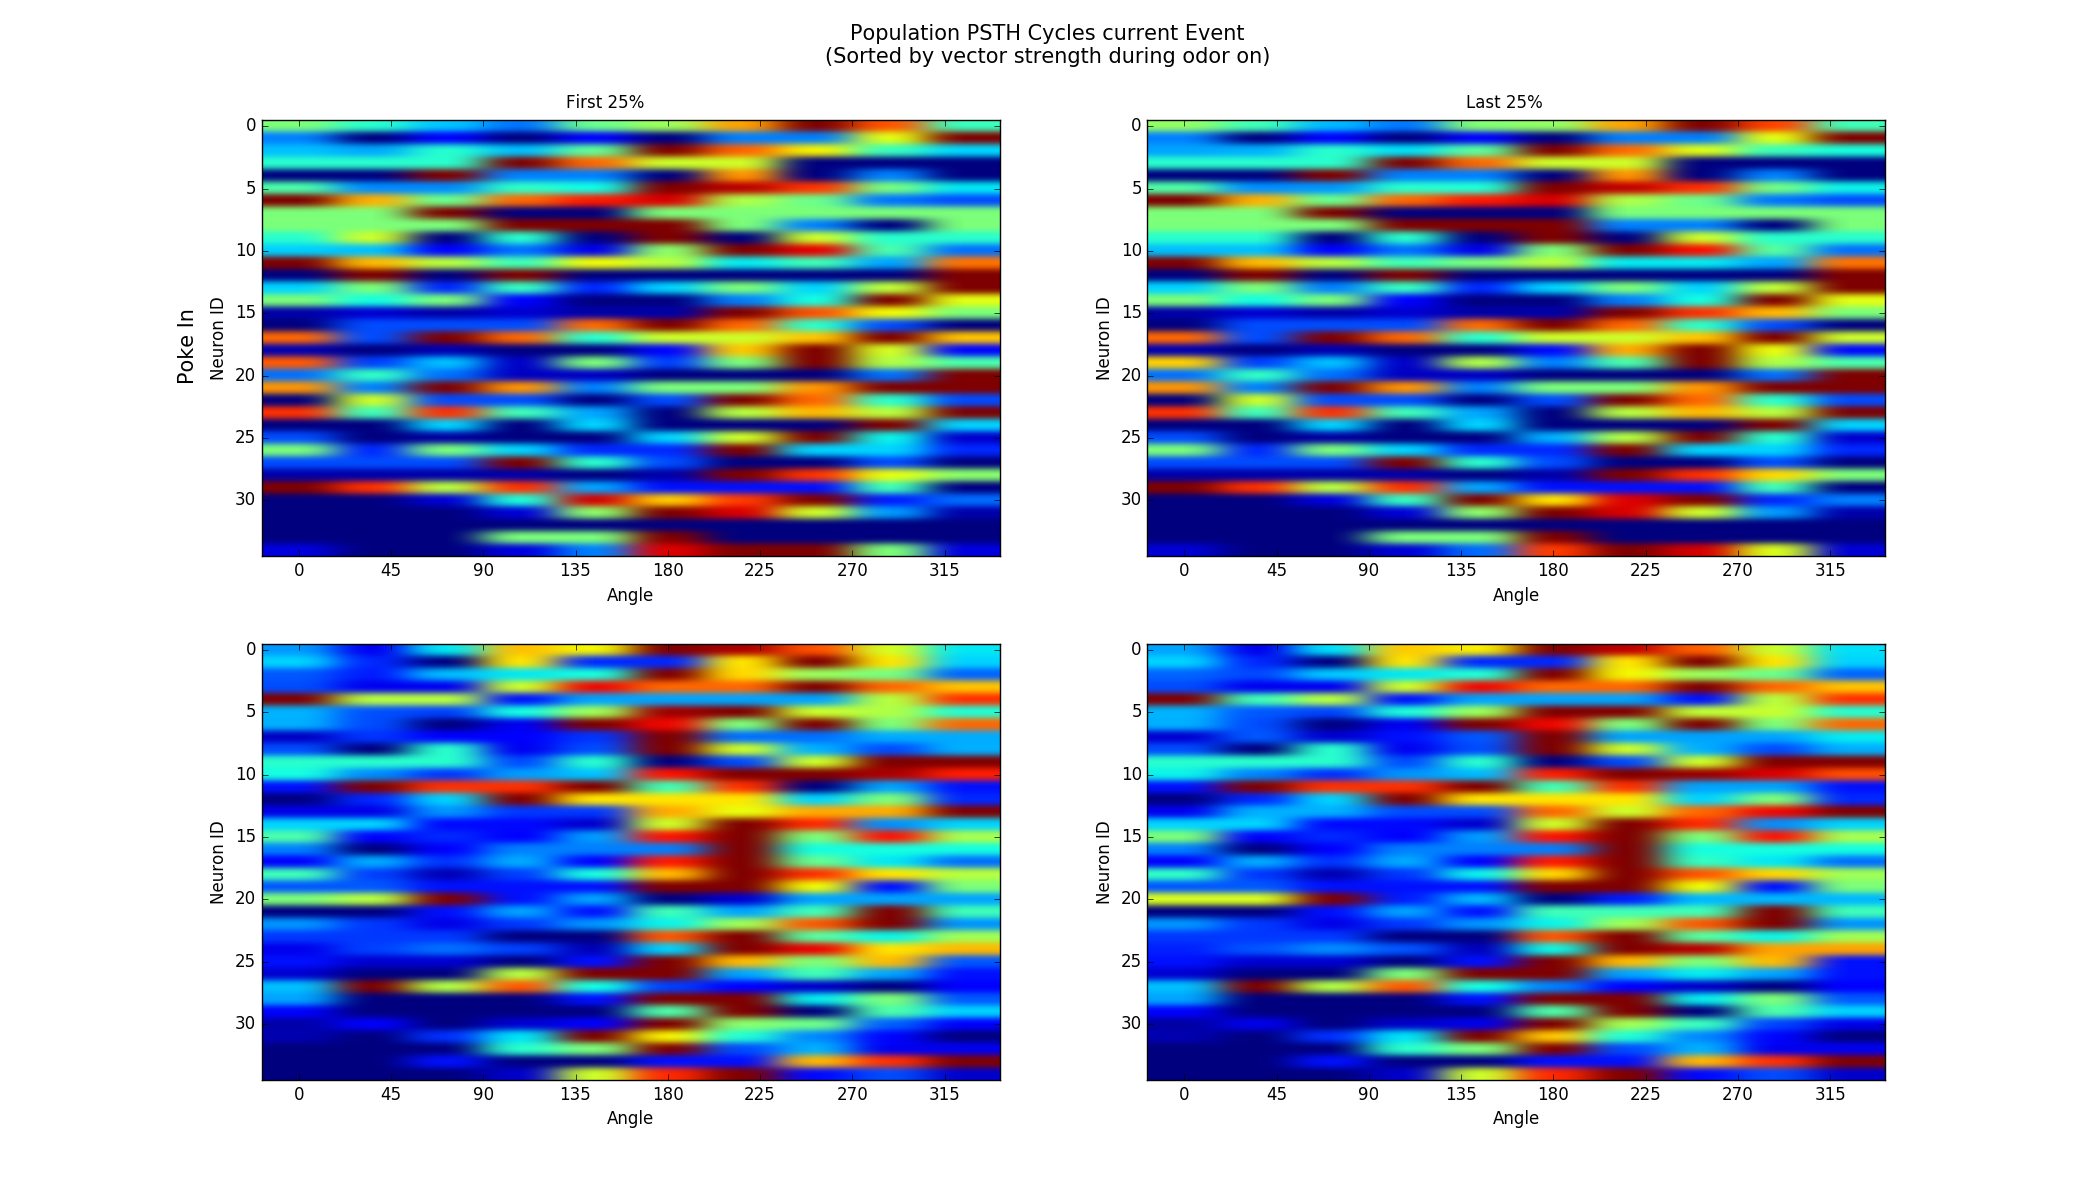 Population PSTH Cycles current Event
(Sorted by vector strength during odor on)
First 25%
Last 25%
Poke In
Neuron ID
0
5
10
15
20
25
30
0 45 90 135 180 225 270 315
Angle
Neuron ID
0
5
10
15
20
25
30
0 45 90 135 180 225 270 315
Angle
Neuron ID
0
5
10
15
20
25
30
0 45 90 135 180 225 270 315
Angle
Neuron ID
0
5
10
15
20
25
30
0 45 90 135 180 225 270 315
Angle